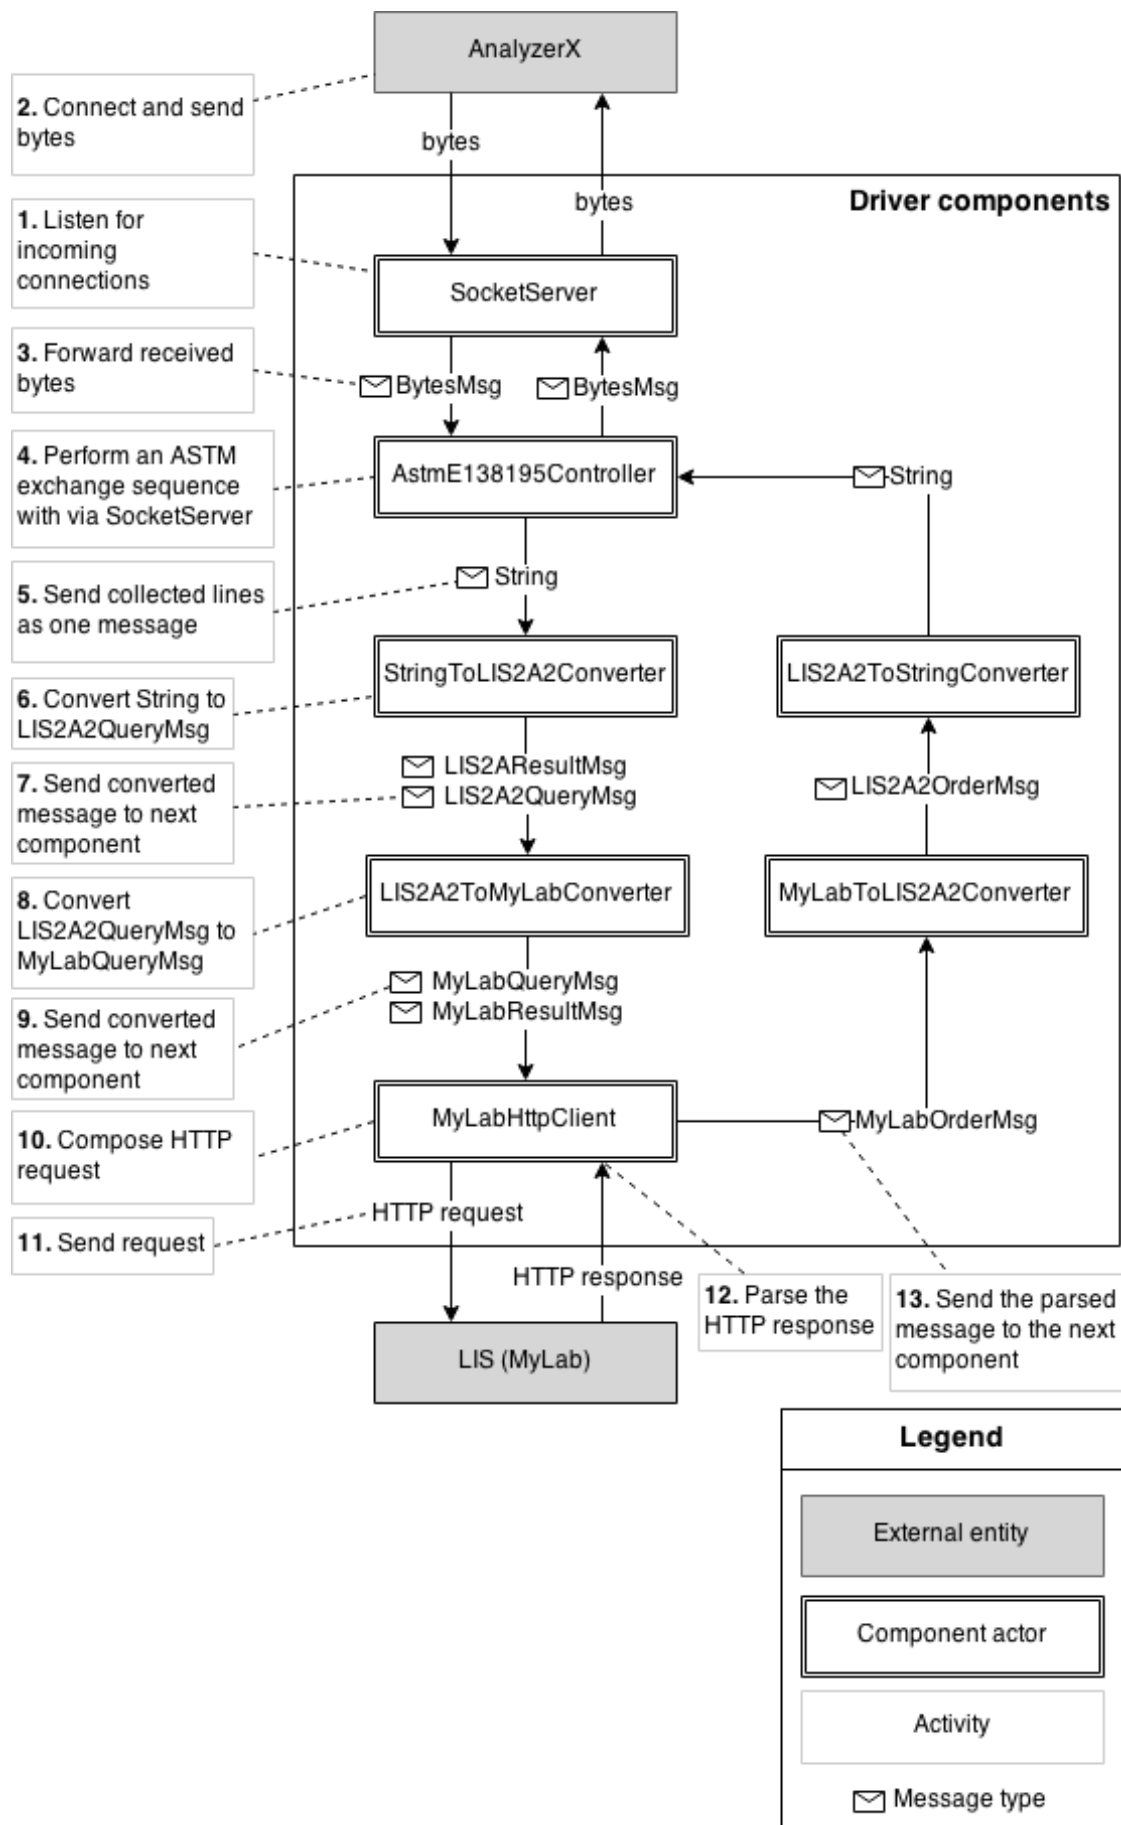 AnalyzerX
2. Connect and send
bytes
bytes
bytes
Driver components
1. Listen for
incoming
connections
SocketServer
3. Forward received
bytes
BytesMsg
BytesMsg
4. Perform an ASTM
exchange sequence
with via SocketServer
AstmE138195Controller
String
5. Send collected lines
as one message
String
StringToLIS2A2Converter
LIS2A2ToStringConverter
6. Convert String to
LIS2A2QueryMsg
7. Send converted
message to next
component
LIS2AResultMsg
LIS2A2QueryMsg
LIS2A2OrderMsg
8. Convert
LIS2A2QueryMsg to
MyLabQueryMsg
LIS2A2ToMyLabConverter
MyLabToLIS2A2Converter
9. Send converted
message to next
component
MyLabQueryMsg
MyLabResultMsg
10. Compose HTTP
request
MyLabHttpClient
MyLabOrderMsg
11. Send request
HTTP request
HTTP response
12. Parse the
HTTP response
13. Send the parsed
message to the next
component
LIS (MyLab)
Legend
External entity
Component actor
Activity
Message type